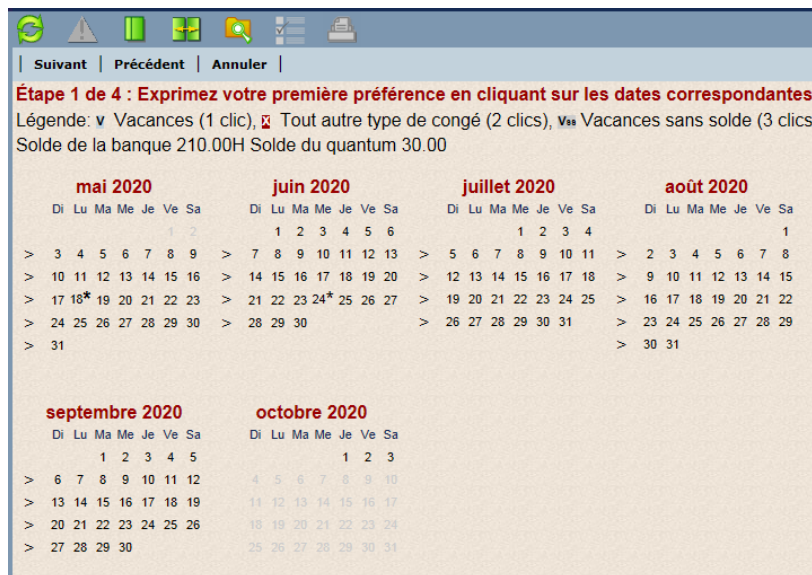 | Suivant | Précédent | Annuler |
Étape 1 de 4 : Exprimez votre première préférence en cliquant sur les dates correspondantes
Légende: V Vacances (1 clic), X Tout autre type de congé (2 clics), Vss Vacances sans solde (3 clics
Solde de la banque 210.00H Solde du quantum 30.00
mai 2020
Di Lu Ma Me Je Ve Sa
1 2
> 3 4 5 6 7 8 9
> 10 11 12 13 14 15 16
> 17 18* 19 20 21 22 23
> 24 25 26 27 28 29 30
> 31
juin 2020
Di Lu Ma Me Je Ve Sa
1 2 3 4 5 6
> 7 8 9 10 11 12 13
> 14 15 16 17 18 19 20
> 21 22 23 24* 25 26 27
> 28 29 30
juillet 2020
Di Lu Ma Me Je Ve Sa
1 2 3 4
> 5 6 7 8 9 10 11
> 12 13 14 15 16 17 18
> 19 20 21 22 23 24 25
> 26 27 28 29 30 31
août 2020
Di Lu Ma Me Je Ve Sa
1
> 2 3 4 5 6 7 8
> 9 10 11 12 13 14 15
> 16 17 18 19 20 21 22
> 23 24 25 26 27 28 29
> 30 31
septembre 2020
Di Lu Ma Me Je Ve Sa
1 2 3 4 5
> 6 7 8 9 10 11 12
> 13 14 15 16 17 18 19
> 20 21 22 23 24 25 26
> 27 28 29 30
octobre 2020
Di Lu Ma Me Je Ve Sa
1 2 3
4 5 6 7 8 9 10
11 12 13 14 15 16 17
18 19 20 21 22 23 24
25 26 27 28 29 30 31